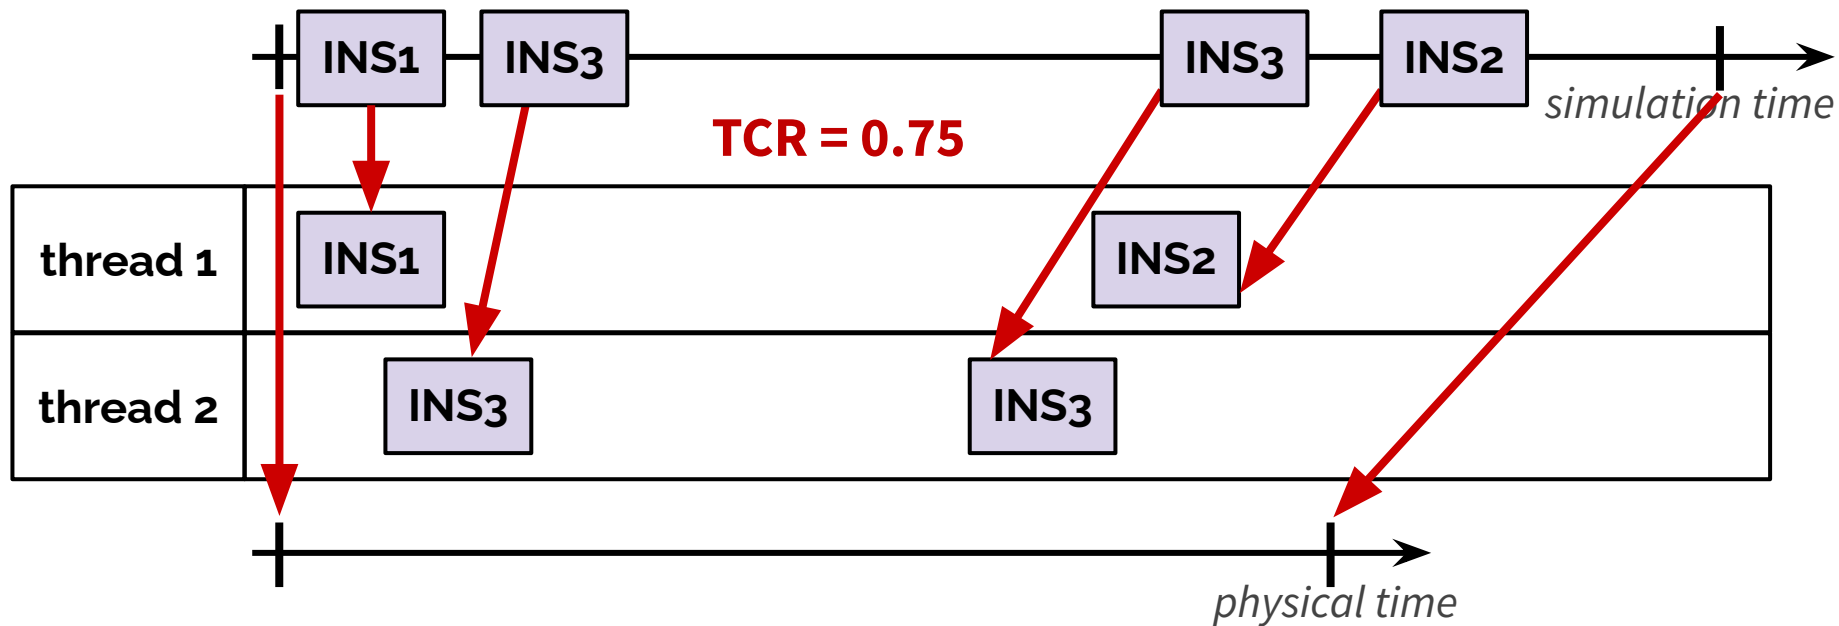 INS1 INS3 INS3 INS2
simulation time
TCR = 0.75
thread 1 INS1 INS2
thread 2 INS3 INS3
physical time